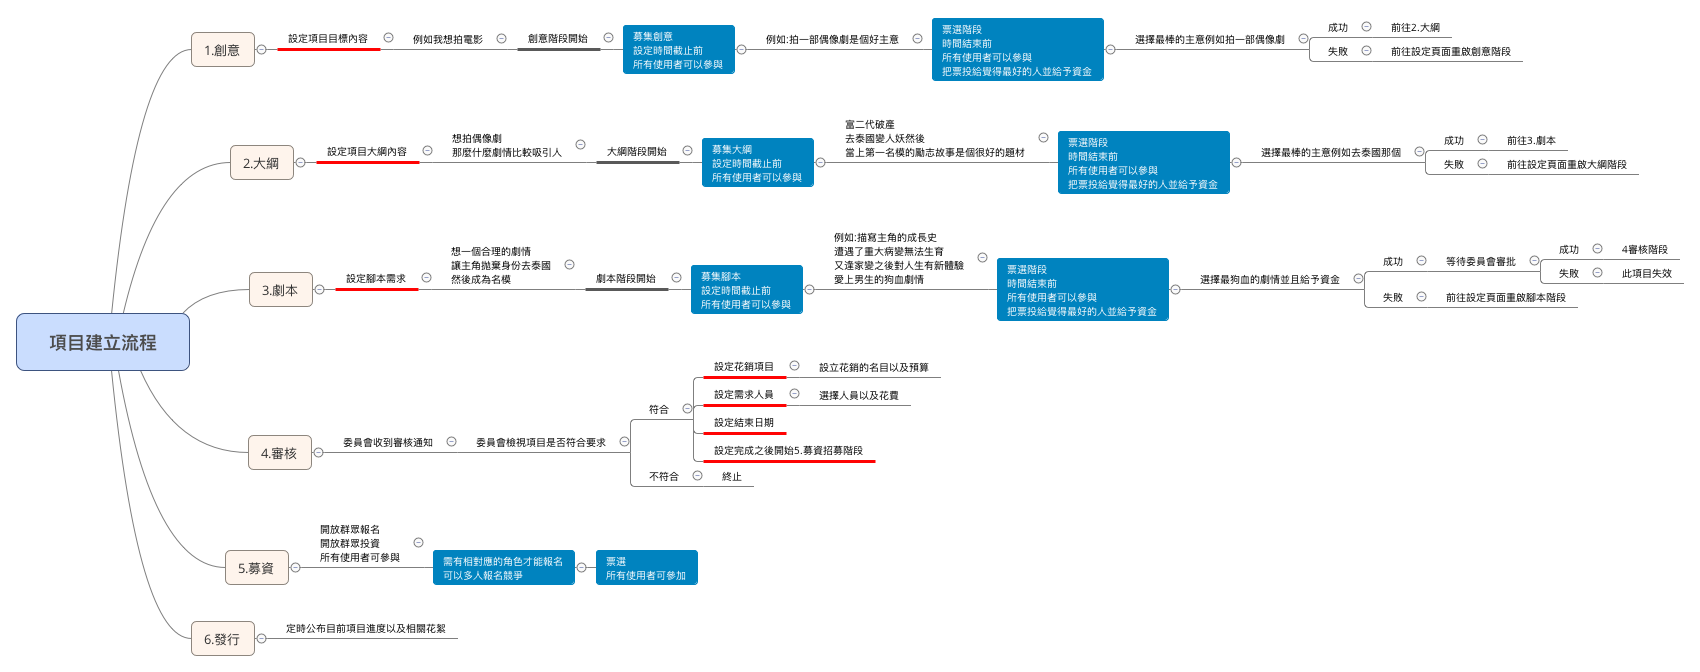 項目建立流程
1.創意
設定項目目標內容
例如我想拍電影
創意階段開始
募集創意
設定時間截止前
所有使用者可以參與
例如:拍一部偶像劇是個好主意
票選階段
時間結束前
所有使用者可以參與
把票投給覺得最好的人並給予資金
選擇最棒的主意例如拍一部偶像劇
成功
前往2.大綱
失敗
前往設定頁面重啟創意階段
2.大綱
設定項目大綱內容
想拍偶像劇
那麼什麼劇情比較吸引人
大綱階段開始
募集大綱
設定時間截止前
所有使用者可以參與
富二代破產
去泰國變人妖然後
當上第一名模的勵志故事是個很好的題材
票選階段
時間結束前
所有使用者可以參與
把票投給覺得最好的人並給予資金
選擇最棒的主意例如去泰國那個
成功
前往3.劇本
失敗
前往設定頁面重啟大綱階段
3.劇本
設定腳本需求
想一個合理的劇情
讓主角拋棄身份去泰國
然後成為名模
劇本階段開始
募集腳本
設定時間截止前
所有使用者可以參與
例如:描寫主角的成長史
遭遇了重大病變無法生育
又逢家變之後對人生有新體驗
愛上男生的狗血劇情
票選階段
時間結束前
所有使用者可以參與
把票投給覺得最好的人並給予資金
選擇最狗血的劇情並且給予資金
成功
等待委員會審批
成功
4審核階段
失敗
此項目失效
失敗
前往設定頁面重啟腳本階段
4.審核
委員會收到審核通知
委員會檢視項目是否符合要求
符合
設定花銷項目
設立花銷的名目以及預算
設定需求人員
選擇人員以及花費
設定結束日期
設定完成之後開始5.募資招募階段
不符合
終止
5.募資
開放群眾報名
開放群眾投資
所有使用者可參與
需有相對應的角色才能報名
可以多人報名競爭
票選
所有使用者可參加
6.發行
定時公布目前項目進度以及相關花絮